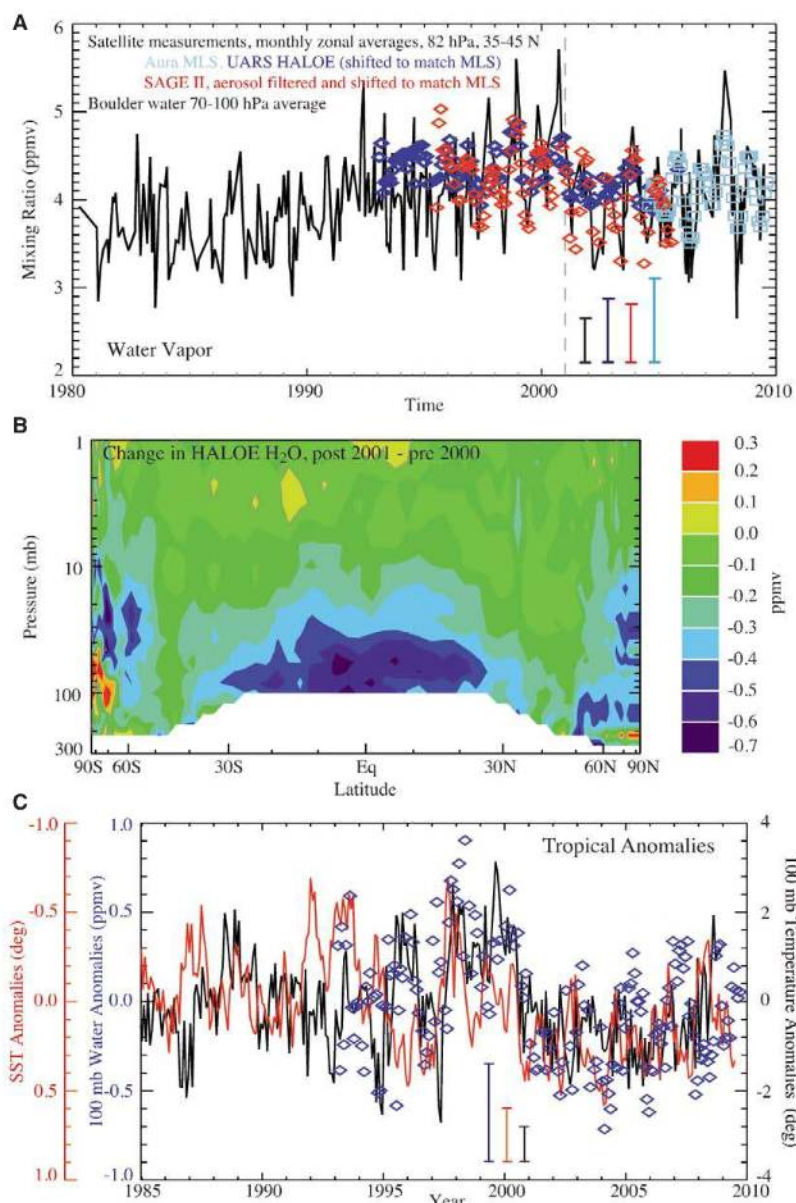 A
Satellite measurements, monthly zonal averages, 82 hPa, 35-45 N
Aura MLS, UARS HALOE (shifted to match MLS)
SAGE II, aerosol filtered and shifted to match MLS
Boulder water 70-100 hPa average
Mixing Ratio (ppmv)
6
5
4
3
2
Water Vapor
1980
1990
2000
2010
Time
B
Change in HALOE H2O, post 2001 - pre 2000
Pressure (mb)
1
10
100
300
90S
60S
30S
Eq
30N
60N
90N
Latitude
0.3
0.2
0.1
0.0
-0.1
-0.2
-0.3
-0.4
-0.5
-0.6
-0.7
ppmv
C
Tropical Anomalies
SST Anomalies (deg)
-1.0
-0.5
0.0
0.5
1.0
100 mb Water Anomalies (ppmv)
1.0
0.5
0.0
-0.5
-1.0
100 mb Temperature Anomalies (deg)
4
2
0
-2
-4
1985
1990
1995
2000
2005
2010
Year